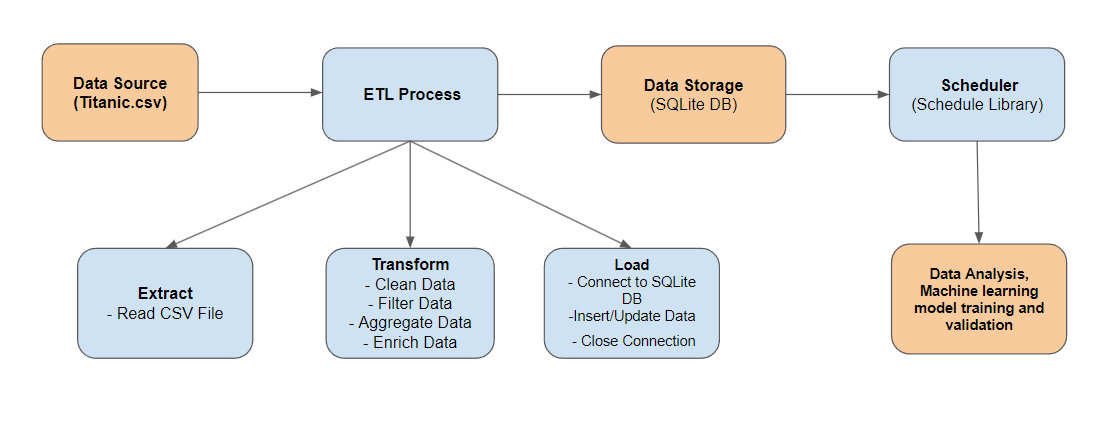 Data Source
(Titanic.csv)
ETL Process
Data Storage
(SQLite DB)
Scheduler
(Schedule Library)
Extract
- Read CSV File
Transform
- Clean Data
- Filter Data
- Aggregate Data
- Enrich Data
Load
- Connect to SQLite
DB
-Insert/Update Data
- Close Connection
Data Analysis,
Machine learning
model training and
validation